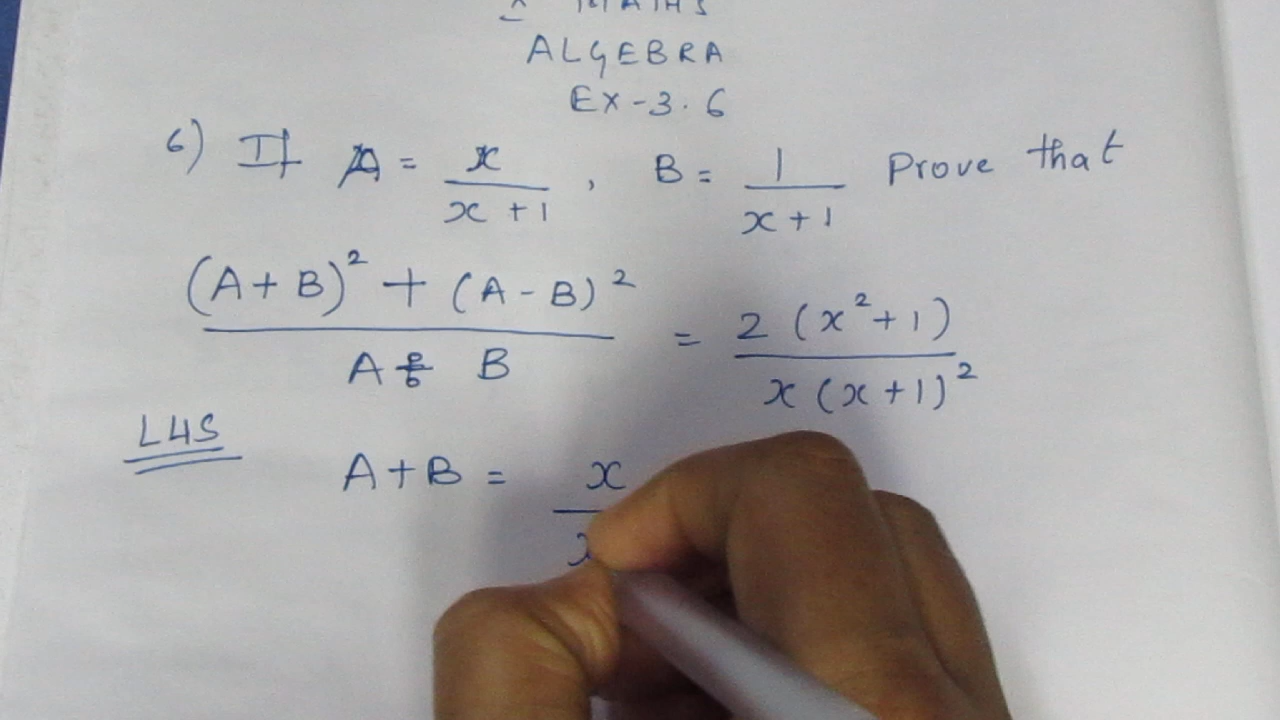 X MATHS
ALGEBRA
EX-3.6
6) If A = x/(x+1), B = 1/(x+1) Prove that
((A+B)² + (A-B)²)/(A ÷ B) = 2(x²+1)/(x(x+1)²)
LHS A+B = x/x